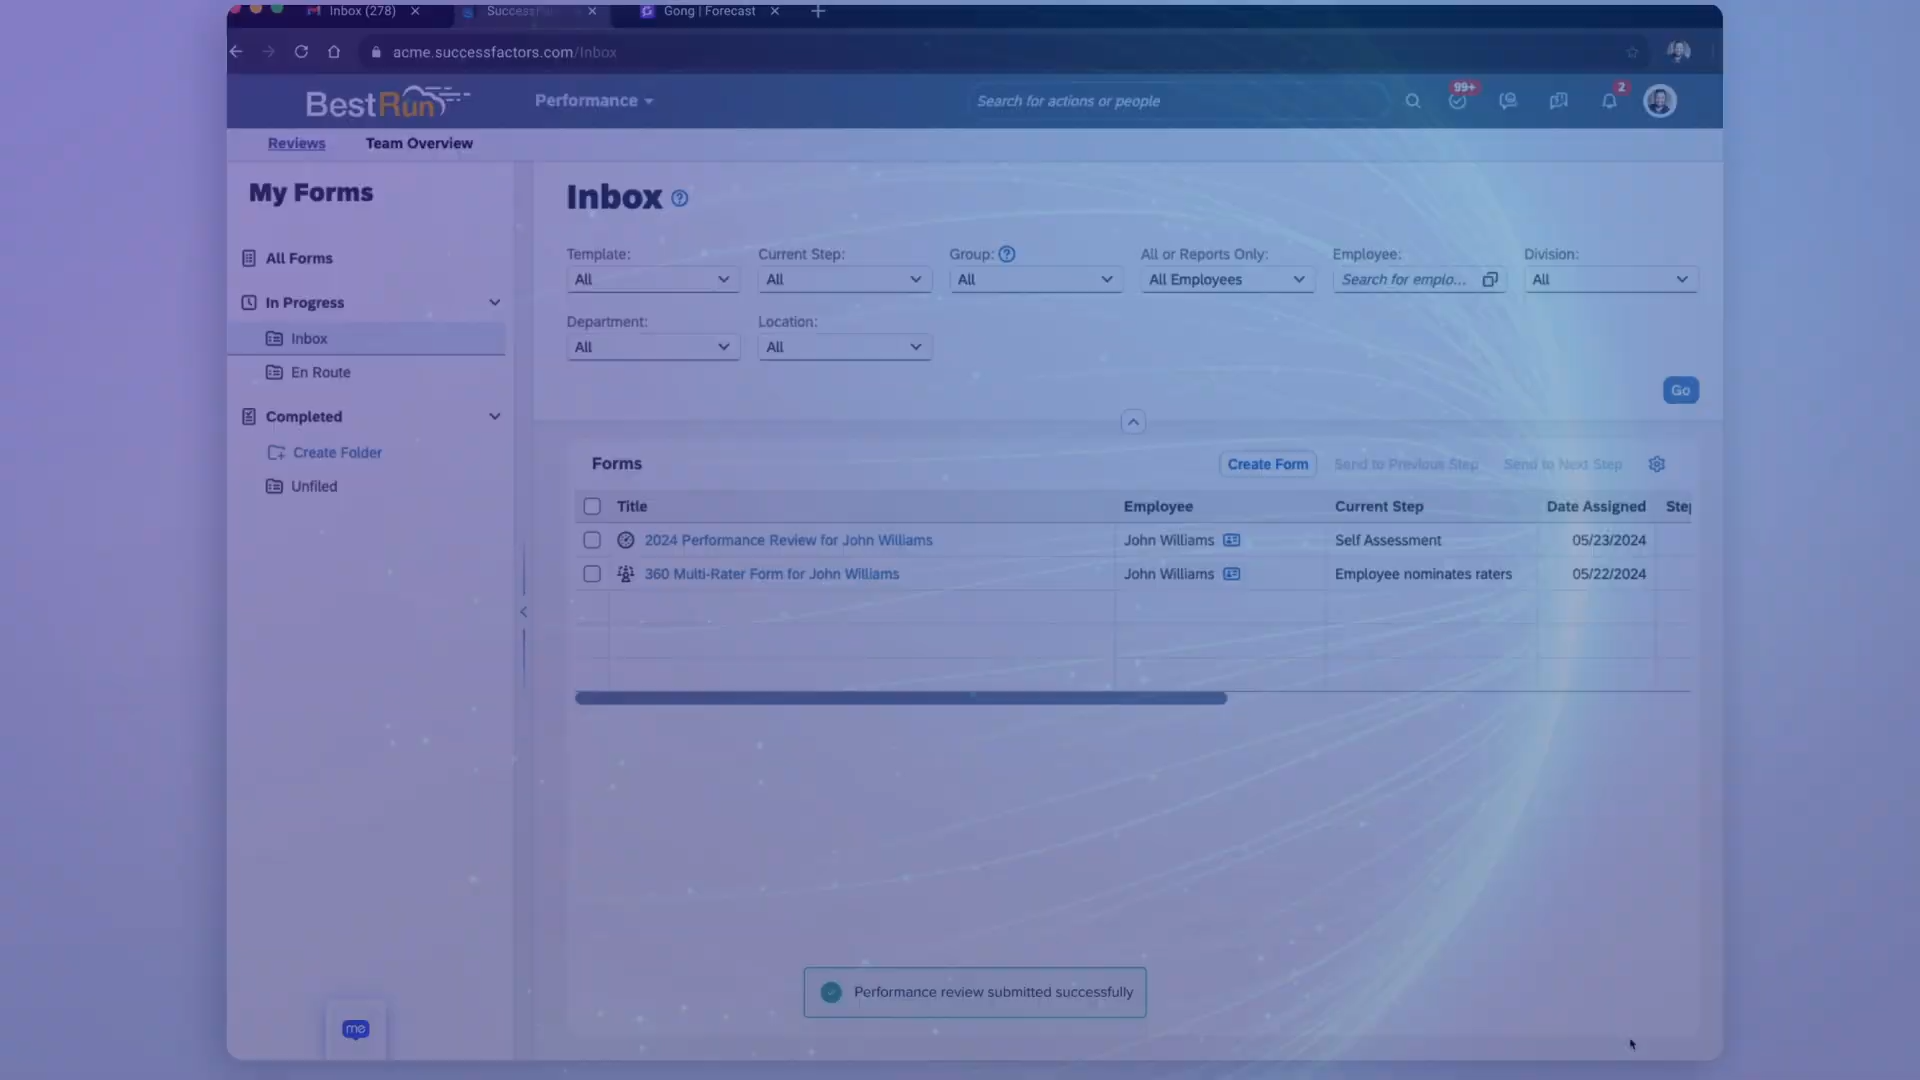 Inbox (278)
Success
Gong | Forecast
acme.successfactors.com/Inbox
BestRun
Performance
Search for actions or people
99+
2
Reviews
Team Overview
My Forms
All Forms
In Progress
Inbox
En Route
Completed
Create Folder
Unfiled
Inbox
Template:
All
Current Step:
All
Group:
All
All or Reports Only:
All Employees
Employee:
Search for emplo...
Division:
All
Department:
All
Location:
All
Go
Forms
Create Form
Send to Previous Step
Send to Next Step
Title
Employee
Current Step
Date Assigned
Step
2024 Performance Review for John Williams
John Williams
Self Assessment
05/23/2024
360 Multi-Rater Form for John Williams
John Williams
Employee nominates raters
05/22/2024
Performance review submitted successfully
me